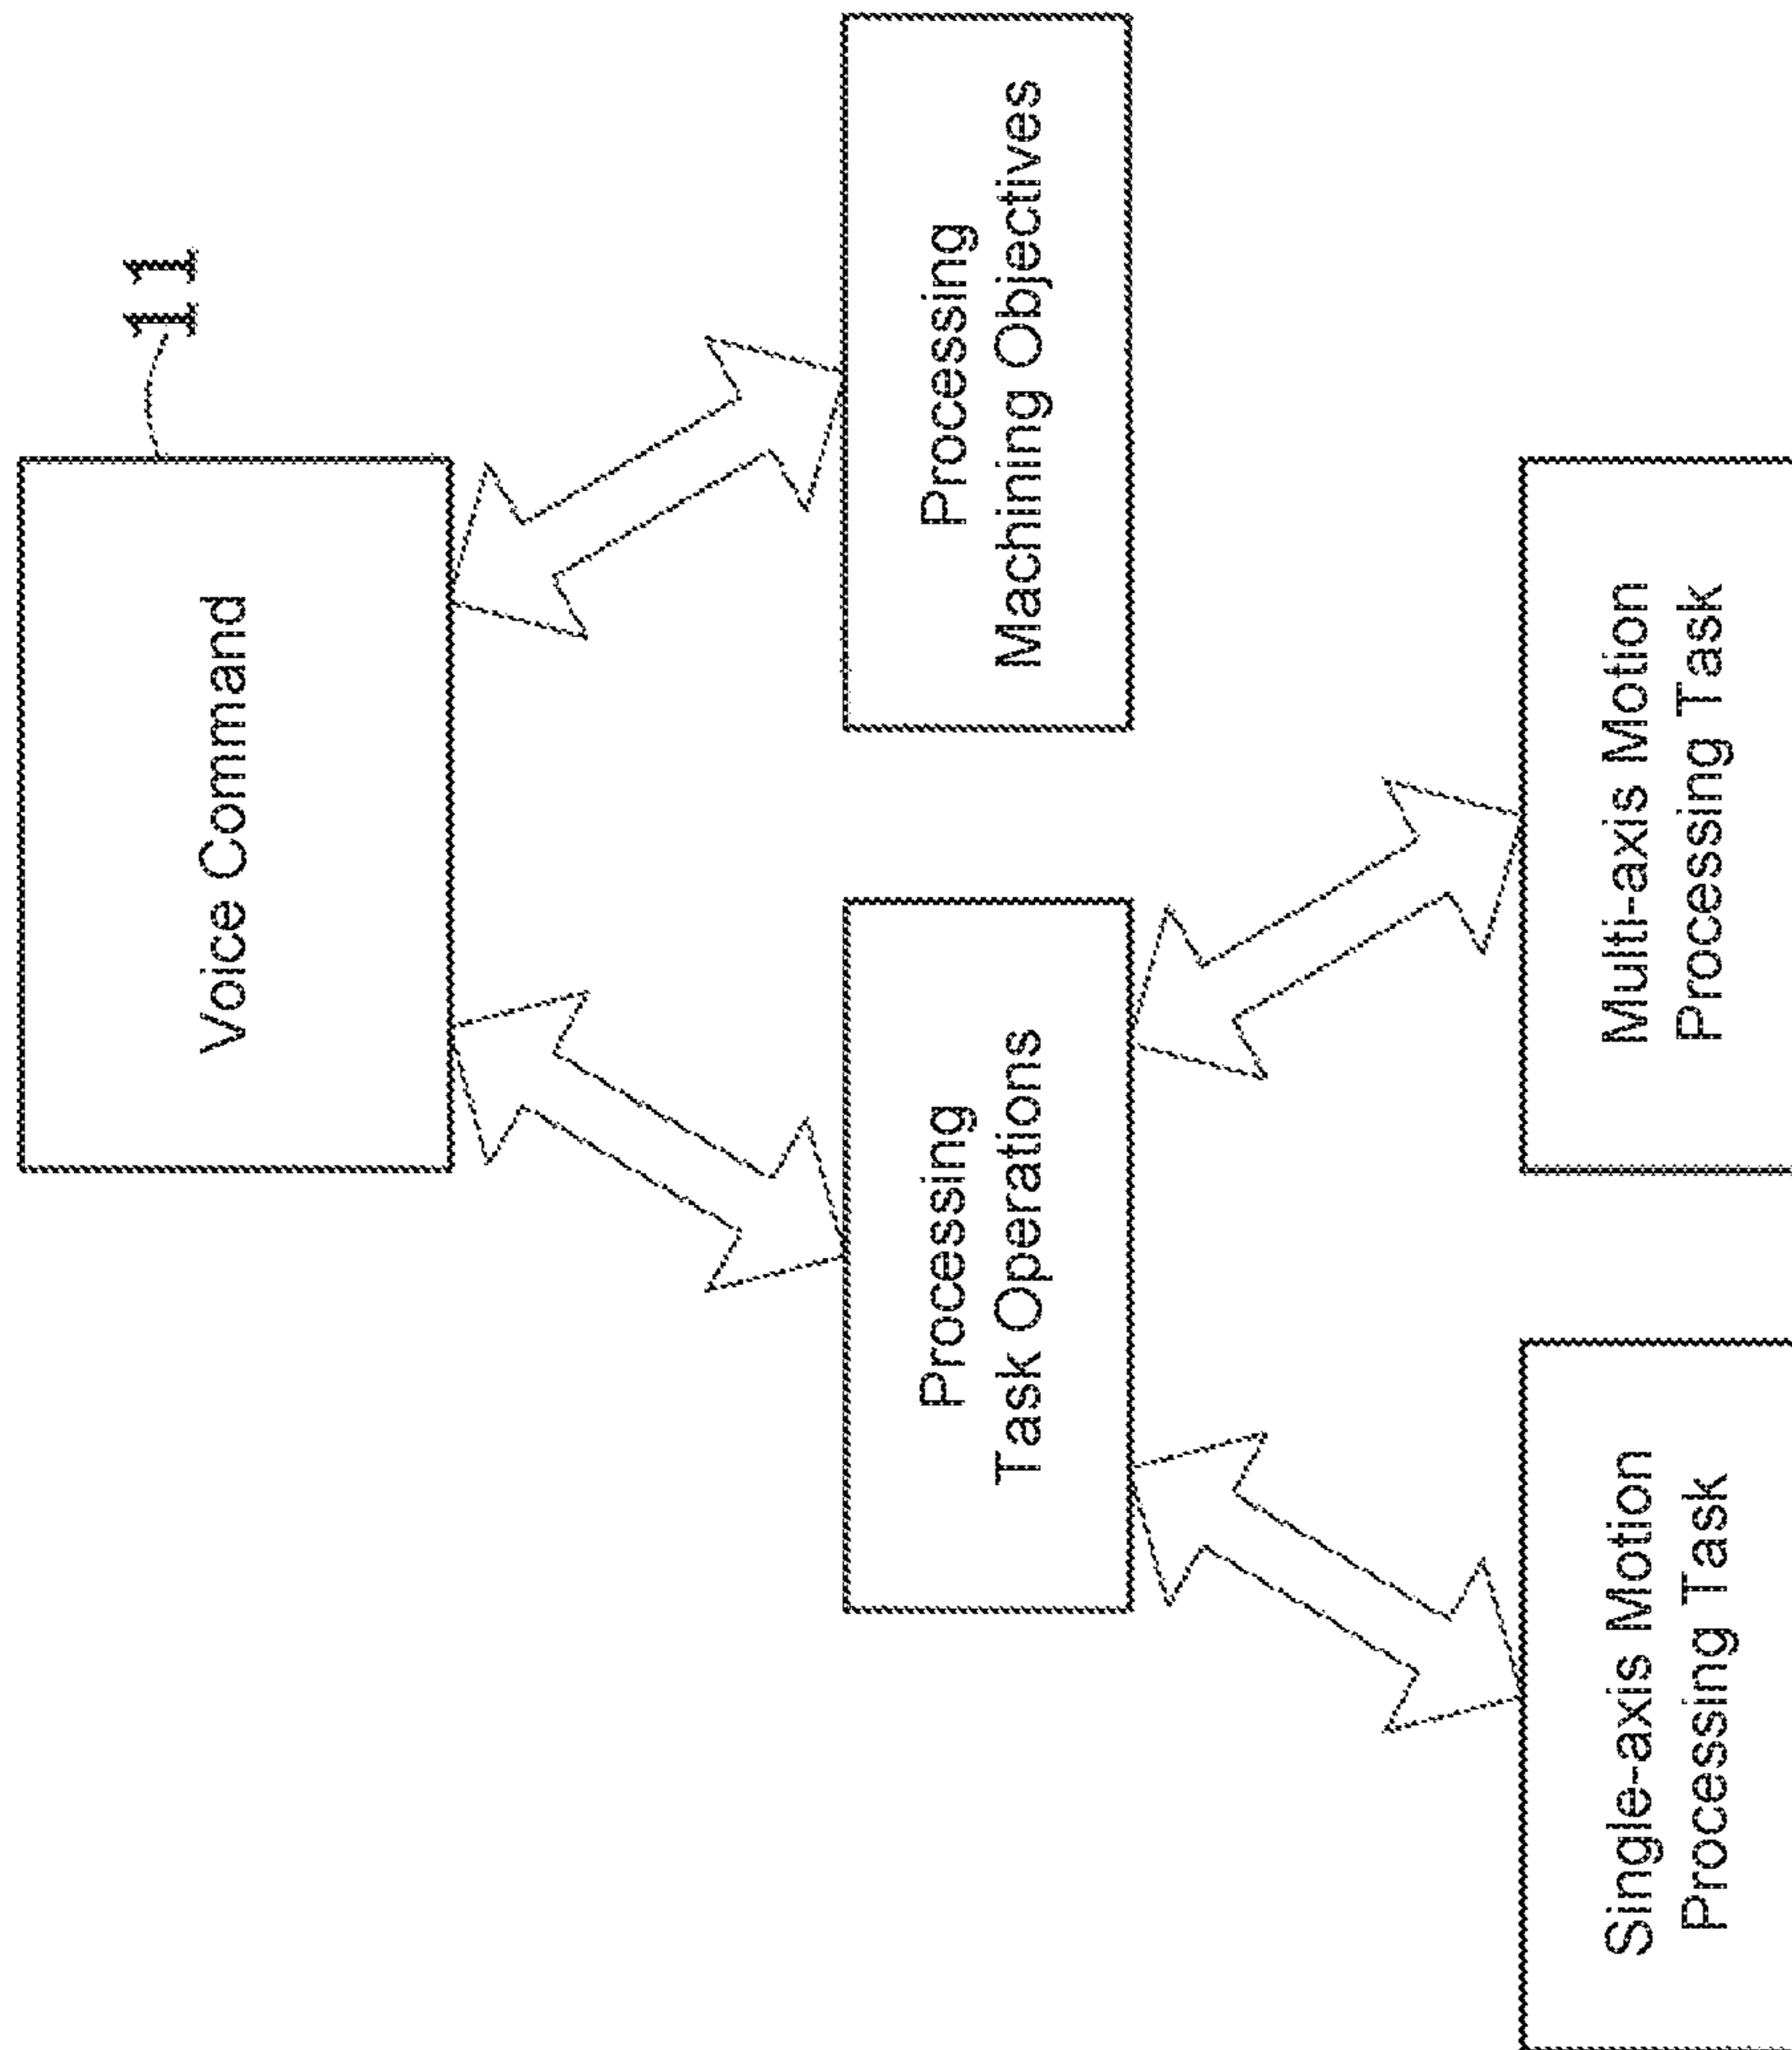 11
Voice Command
Processing
Task Operations
Processing
Machining Objectives
Single-axis Motion
Processing Task
Multi-axis Motion
Processing Task